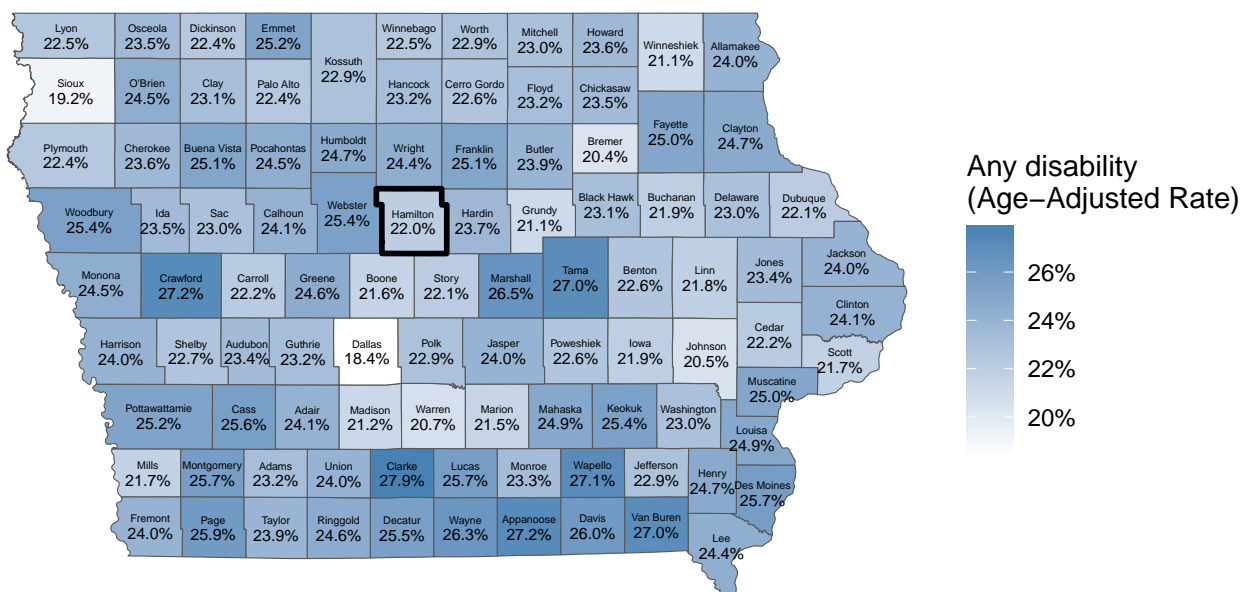 Lyon
22.5%
Osceola
23.5%
Dickinson
22.4%
Emmet
25.2%
Kossuth
22.9%
Winnebago
22.5%
Worth
22.9%
Mitchell
23.0%
Howard
23.6%
Winneshiek
21.1%
Allamakee
24.0%
Sioux
19.2%
O'Brien
24.5%
Clay
23.1%
Palo Alto
22.4%
Hancock
23.2%
Cerro Gordo
22.6%
Floyd
23.2%
Chickasaw
23.5%
Plymouth
22.4%
Cherokee
23.6%
Buena Vista
25.1%
Pocahontas
24.5%
Humboldt
24.7%
Wright
24.4%
Franklin
25.1%
Butler
23.9%
Bremer
20.4%
Fayette
25.0%
Clayton
24.7%
Woodbury
25.4%
Ida
23.5%
Sac
23.0%
Calhoun
24.1%
Webster
25.4%
Hamilton
22.0%
Hardin
23.7%
Grundy
21.1%
Black Hawk
23.1%
Buchanan
21.9%
Delaware
23.0%
Dubuque
22.1%
Monona
24.5%
Crawford
27.2%
Carroll
22.2%
Greene
24.6%
Boone
21.6%
Story
22.1%
Marshall
26.5%
Tama
27.0%
Benton
22.6%
Linn
21.8%
Jones
23.4%
Jackson
24.0%
Clinton
24.1%
Harrison
24.0%
Shelby
22.7%
Audubon
23.4%
Guthrie
23.2%
Dallas
18.4%
Polk
22.9%
Jasper
24.0%
Poweshiek
22.6%
Iowa
21.9%
Johnson
20.5%
Cedar
22.2%
Scott
21.7%
Muscatine
25.0%
Pottawattamie
25.2%
Cass
25.6%
Adair
24.1%
Madison
21.2%
Warren
20.7%
Marion
21.5%
Mahaska
24.9%
Keokuk
25.4%
Washington
23.0%
Louisa
24.9%
Mills
21.7%
Montgomery
25.7%
Adams
23.2%
Union
24.0%
Clarke
27.9%
Lucas
25.7%
Monroe
23.3%
Wapello
27.1%
Jefferson
22.9%
Henry
24.7%
Des Moines
25.7%
Fremont
24.0%
Page
25.9%
Taylor
23.9%
Ringgold
24.6%
Decatur
25.5%
Wayne
26.3%
Appanoose
27.2%
Davis
26.0%
Van Buren
27.0%
Lee
24.4%
Any disability
(Age−Adjusted Rate)
26%
24%
22%
20%